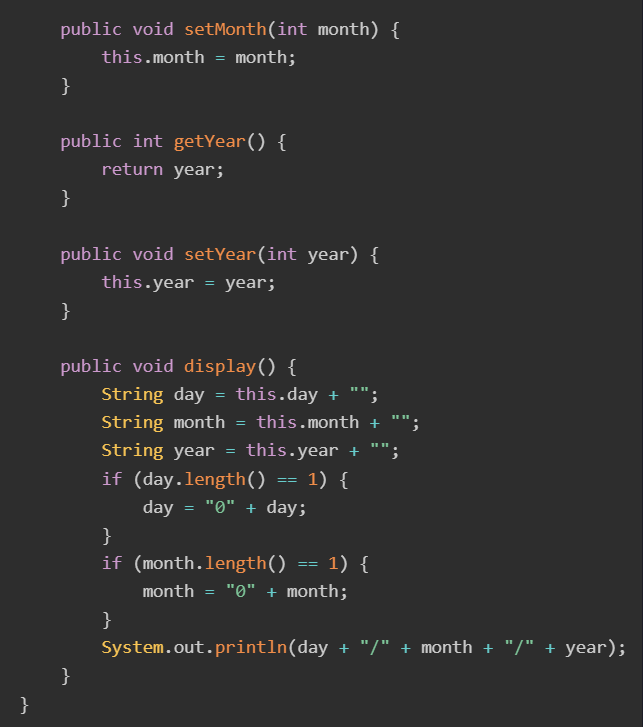 public void setMonth(int month) {
        this.month = month;
    }

    public int getYear() {
        return year;
    }

    public void setYear(int year) {
        this.year = year;
    }

    public void display() {
        String day = this.day + "";
        String month = this.month + "";
        String year = this.year + "";
        if (day.length() == 1) {
            day = "0" + day;
        }
        if (month.length() == 1) {
            month = "0" + month;
        }
        System.out.println(day + "/" + month + "/" + year);
    }
}